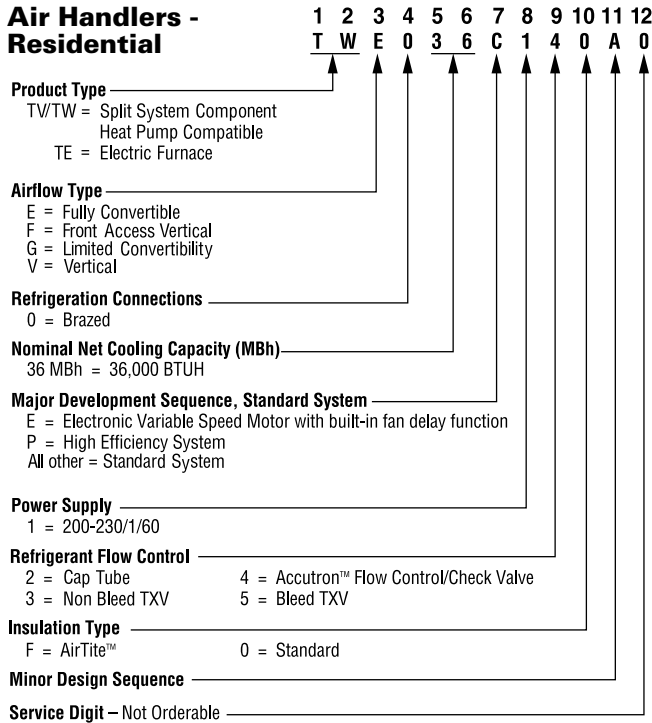 Air Handlers - 1 2 3 4 5 6 7 8 9 10 11 12
Residential T W E 0 3 6 C 1 4 0 A 0
Product Type
TV/TW = Split System Component
Heat Pump Compatible
TE = Electric Furnace
Airflow Type
E = Fully Convertible
F = Front Access Vertical
G = Limited Convertibility
V = Vertical
Refrigeration Connections
0 = Brazed
Nominal Net Cooling Capacity (MBh)
36 MBh = 36,000 BTUH
Major Development Sequence, Standard System
E = Electronic Variable Speed Motor with built-in fan delay function
P = High Efficiency System
All other = Standard System
Power Supply
1 = 200-230/1/60
Refrigerant Flow Control
2 = Cap Tube 4 = Accutron™ Flow Control/Check Valve
3 = Non Bleed TXV 5 = Bleed TXV
Insulation Type
F = AirTite™ 0 = Standard
Minor Design Sequence
Service Digit – Not Orderable